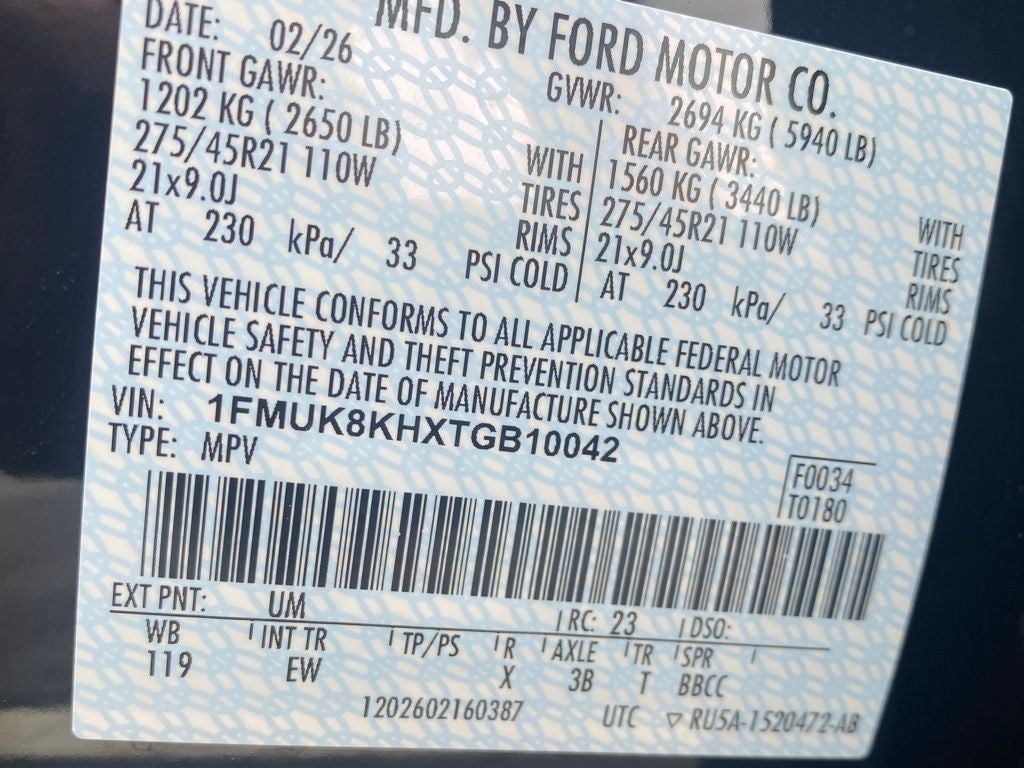 MFD. BY FORD MOTOR CO.
DATE: 02/26 GVWR: 2694 KG ( 5940 LB)
FRONT GAWR: REAR GAWR:
1202 KG ( 2650 LB) WITH 1560 KG ( 3440 LB) WITH
275/45R21 110W TIRES 275/45R21 110W TIRES
21x9.0J RIMS 21x9.0J RIMS
AT 230 kPa/ 33 PSI COLD AT 230 kPa/ 33 PSI COLD
THIS VEHICLE CONFORMS TO ALL APPLICABLE FEDERAL MOTOR
VEHICLE SAFETY AND THEFT PREVENTION STANDARDS IN
EFFECT ON THE DATE OF MANUFACTURE SHOWN ABOVE.
VIN: 1FMUK8KHXTGB10042
TYPE: MPV
F0034
T0180
EXT PNT: UM RC: 23 DSO:
WB INT TR TP/PS R AXLE TR SPR
119 EW X 3B T BBCC
1202602160387 UTC ▽ RU5A-1520472-AB